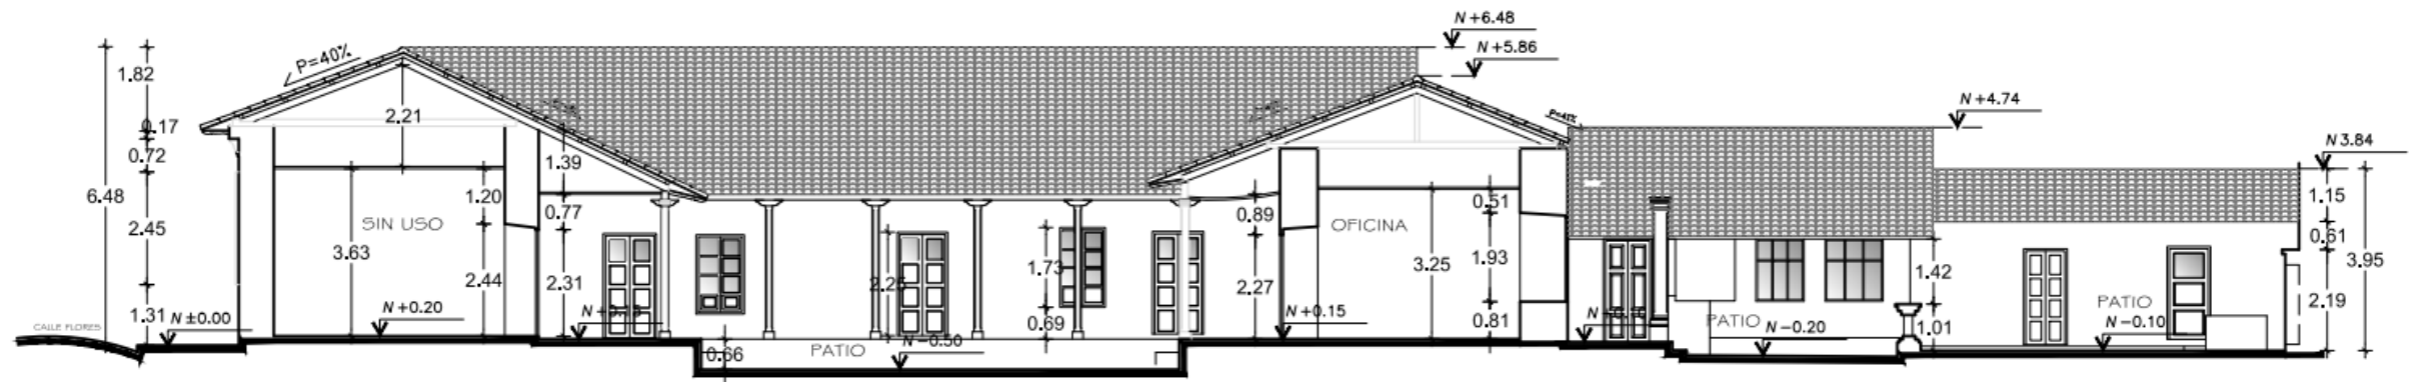 N +6.48
N +5.86
P=40%
1.82
2.21
0.17
0.72
6.48
2.45
1.31
N ±0.00
CALLE FLORES
SIN USO
3.63
1.20
2.44
N +0.20
1.39
0.77
2.31
2.25
1.73
0.69
0.66
PATIO
N -0.50
0.89
2.27
N +0.15
OFICINA
3.25
0.51
1.93
0.81
N +4.74
PATIO
N -0.20
1.42
1.01
N 3.84
1.15
0.61
3.95
2.19
PATIO
N -0.10